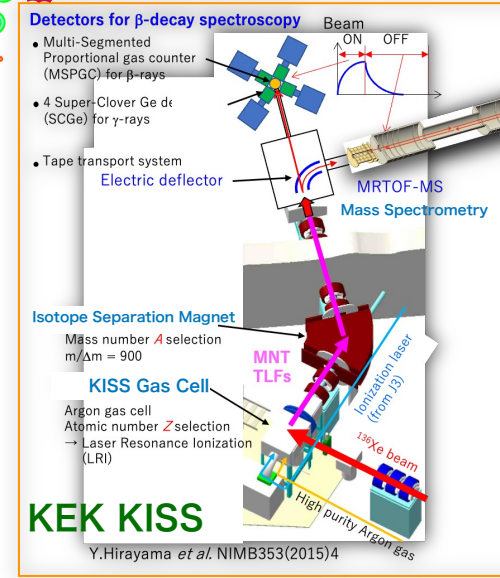 Detectors for β-decay spectroscopy
Beam
ON OFF
• Multi-Segmented
Proportional gas counter
(MSPGC) for β-rays
• 4 Super-Clover Ge de
(SCGe) for γ-rays
• Tape transport system
Electric deflector
MRTOF-MS
Mass Spectrometry
Isotope Separation Magnet
Mass number A selection
m/Δm = 900
MNT
TLFs
Ionization laser
(from J3)
KISS Gas Cell
Argon gas cell
Atomic number Z selection
→ Laser Resonance Ionization
(LRI)
¹³⁶Xe beam
High purity Argon gas
KEK KISS
Y.Hirayama et al. NIMB353(2015)4